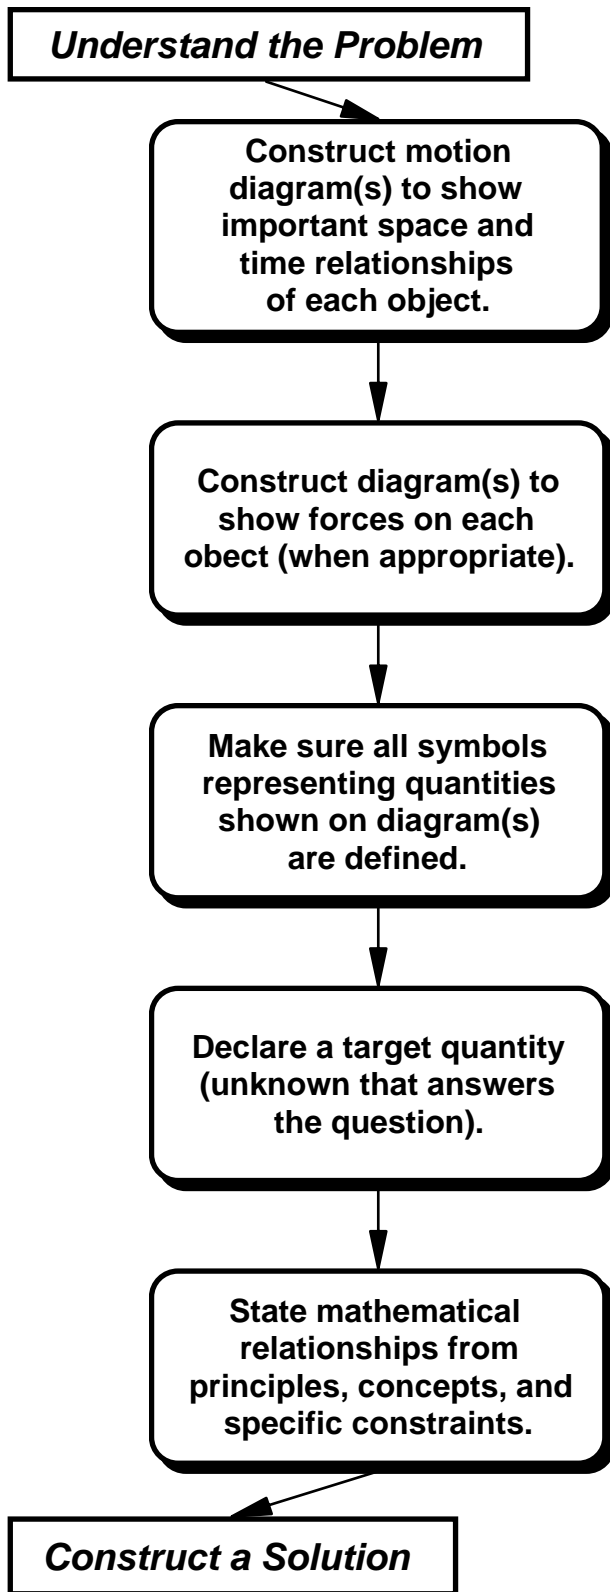 Understand the Problem
Construct motion
diagram(s) to show
important space and
time relationships
of each object.
Construct diagram(s) to
show forces on each
obect (when appropriate).
Make sure all symbols
representing quantities
shown on diagram(s)
are defined.
Declare a target quantity
(unknown that answers
the question).
State mathematical
relationships from
principles, concepts, and
specific constraints.
Construct a Solution